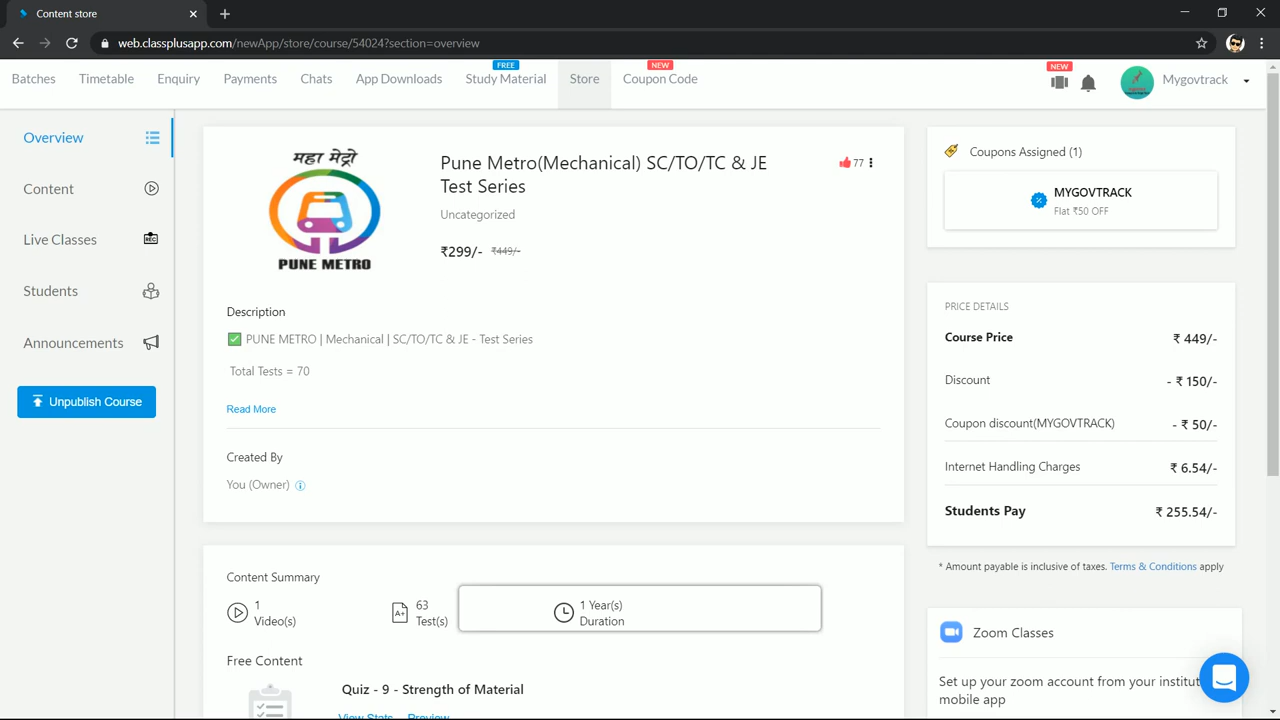 Content store
web.classplusapp.com/newApp/store/course/54024?section=overview
Batches
Timetable
Enquiry
Payments
Chats
App Downloads
FREE
Study Material
Store
NEW
Coupon Code
NEW
Mygovtrack
Overview
Content
Live Classes
REC
Students
Announcements
Unpublish Course
महा मेट्रो
PUNE METRO
Pune Metro(Mechanical) SC/TO/TC & JE
Test Series
77
Uncategorized
₹299/- ₹449/-
Description
PUNE METRO | Mechanical | SC/TO/TC & JE - Test Series
Total Tests = 70
Read More
Created By
You (Owner)
Content Summary
1
Video(s)
A+
63
Test(s)
1 Year(s)
Duration
Free Content
Quiz - 9 - Strength of Material
View Stats Preview
Coupons Assigned (1)
MYGOVTRACK
Flat ₹50 OFF
PRICE DETAILS
Course Price ₹ 449/-
Discount - ₹ 150/-
Coupon discount(MYGOVTRACK) - ₹ 50/-
Internet Handling Charges ₹ 6.54/-
Students Pay ₹ 255.54/-
* Amount payable is inclusive of taxes. Terms & Conditions apply
Zoom Classes
Set up your zoom account from your institut
mobile app